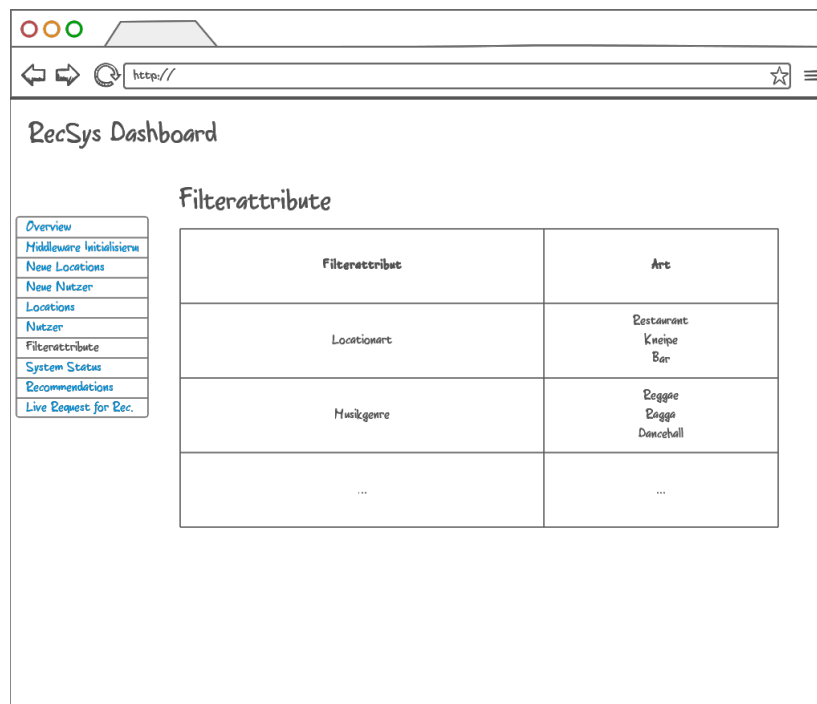 http://
RecSys Dashboard
Filterattribute
Overview
Middleware Initialisieru
Neue Locations
Neue Nutzer
Locations
Nutzer
Filterattribute
System Status
Recommendations
Live Request for Rec.
Filterattribut
Art
Locationart
Restaurant
Kneipe
Bar
Musikgenre
Reggae
Ragga
Dancehall
...
...